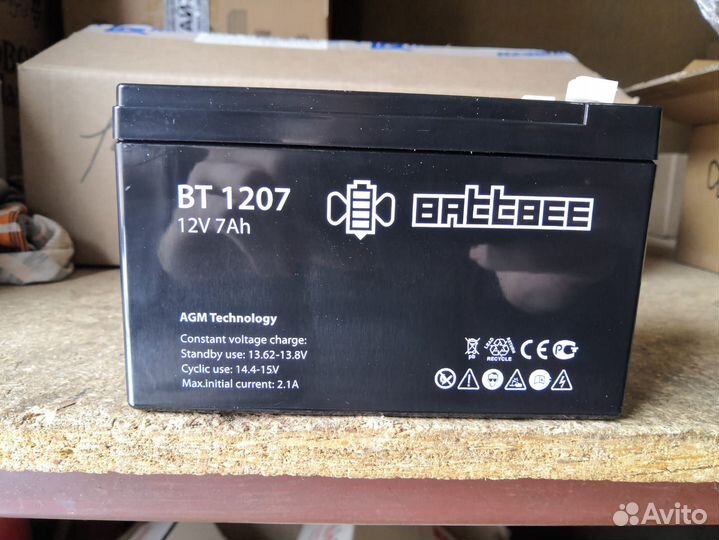 BT 1207
12V 7Ah
BATTBEE
AGM Technology
Constant voltage charge:
Standby use: 13.62-13.8V
Cyclic use: 14.4-15V
Max.initial current: 2.1A
Pb
RECYCLE
CE
Avito